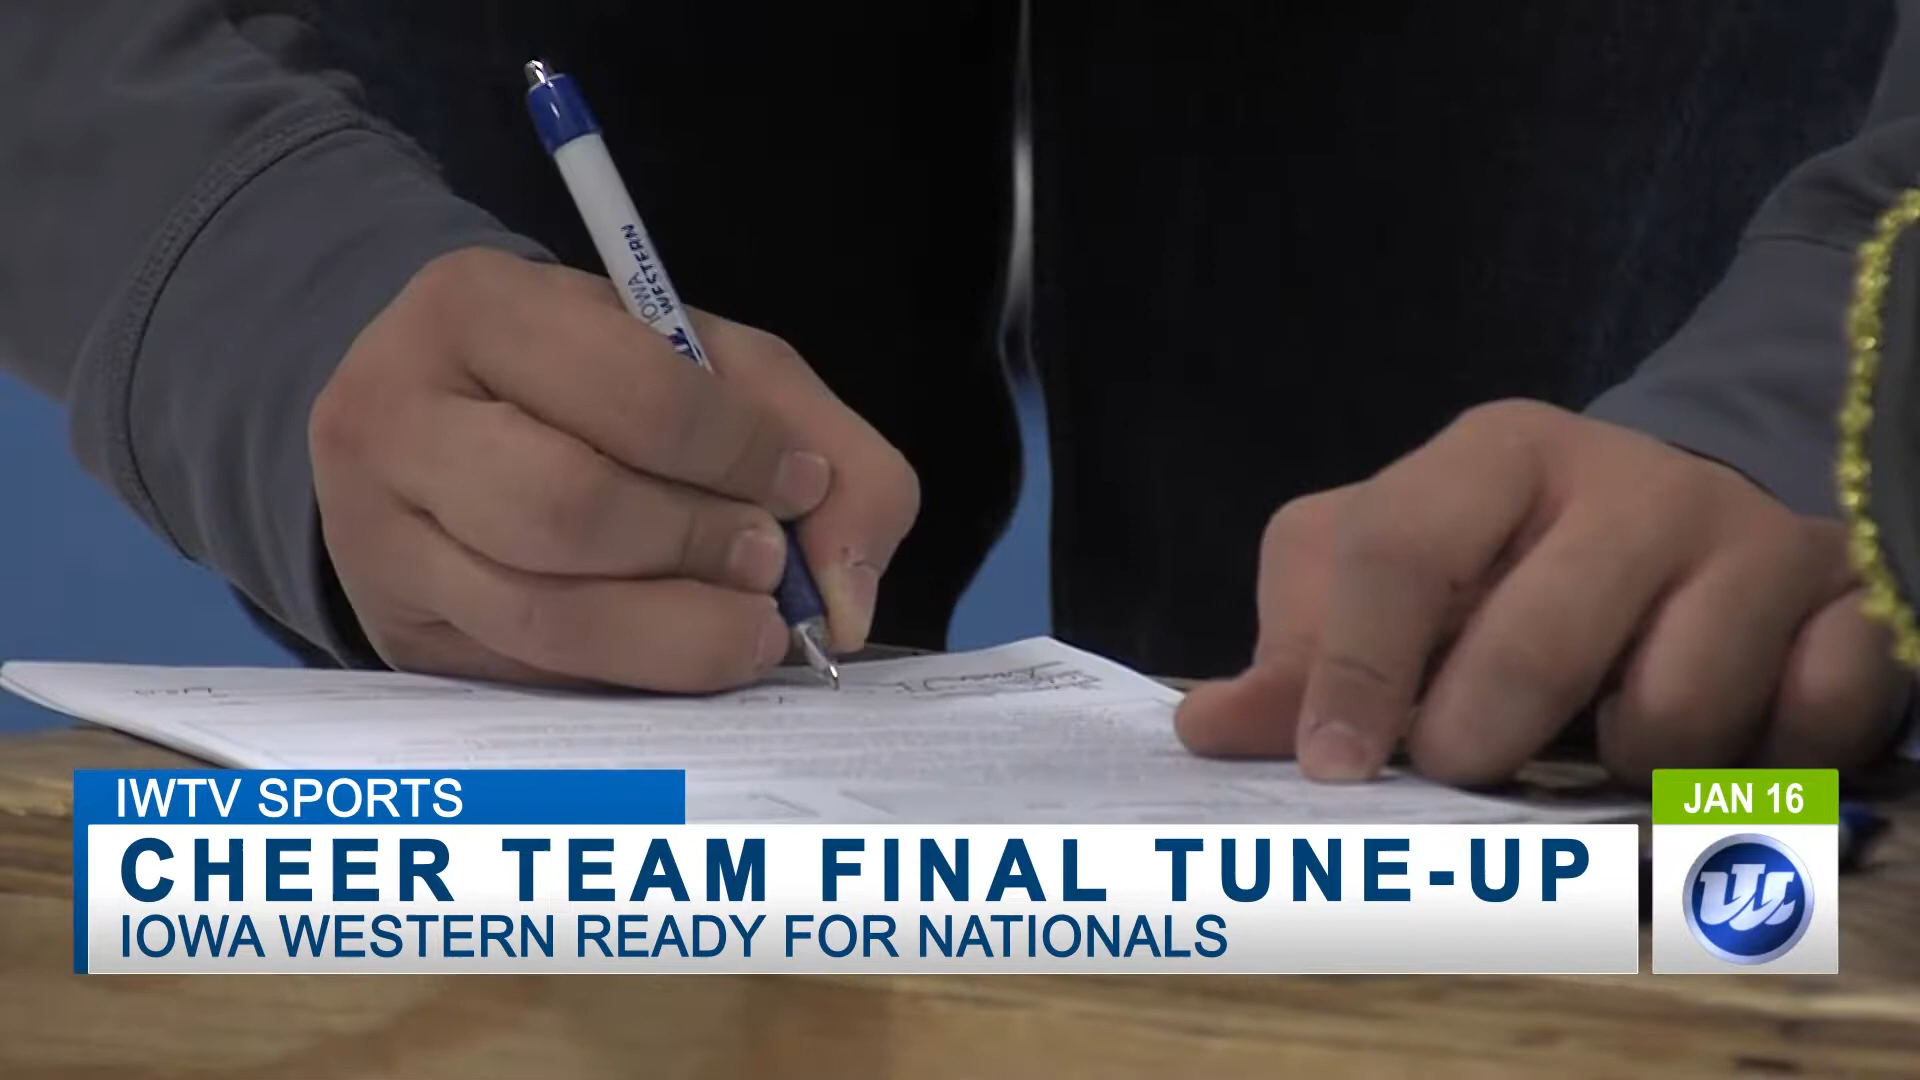 IOWA
WESTERN
IWTV SPORTS
CHEER TEAM FINAL TUNE-UP
IOWA WESTERN READY FOR NATIONALS
JAN 16